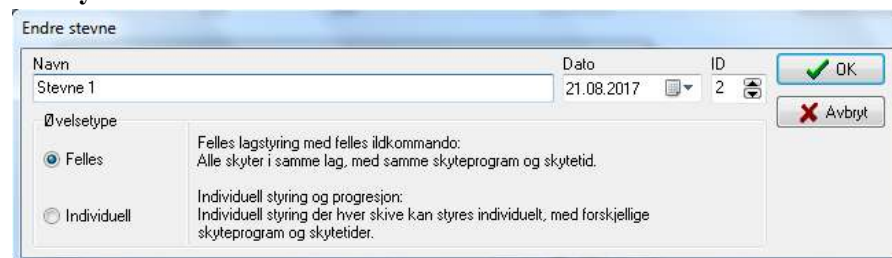 Endre stevne
Navn
Dato
ID
Stevne 1
21.08.2017
2
OK
Avbryt
Øvelsetype
Felles
Felles lagstyring med felles ildkommando:
Alle skyter i samme lag, med samme skyteprogram og skytetid.
Individuell
Individuell styring og progresjon:
Individuell styring der hver skive kan styres individuelt, med forskjellige
skyteprogram og skytetider.